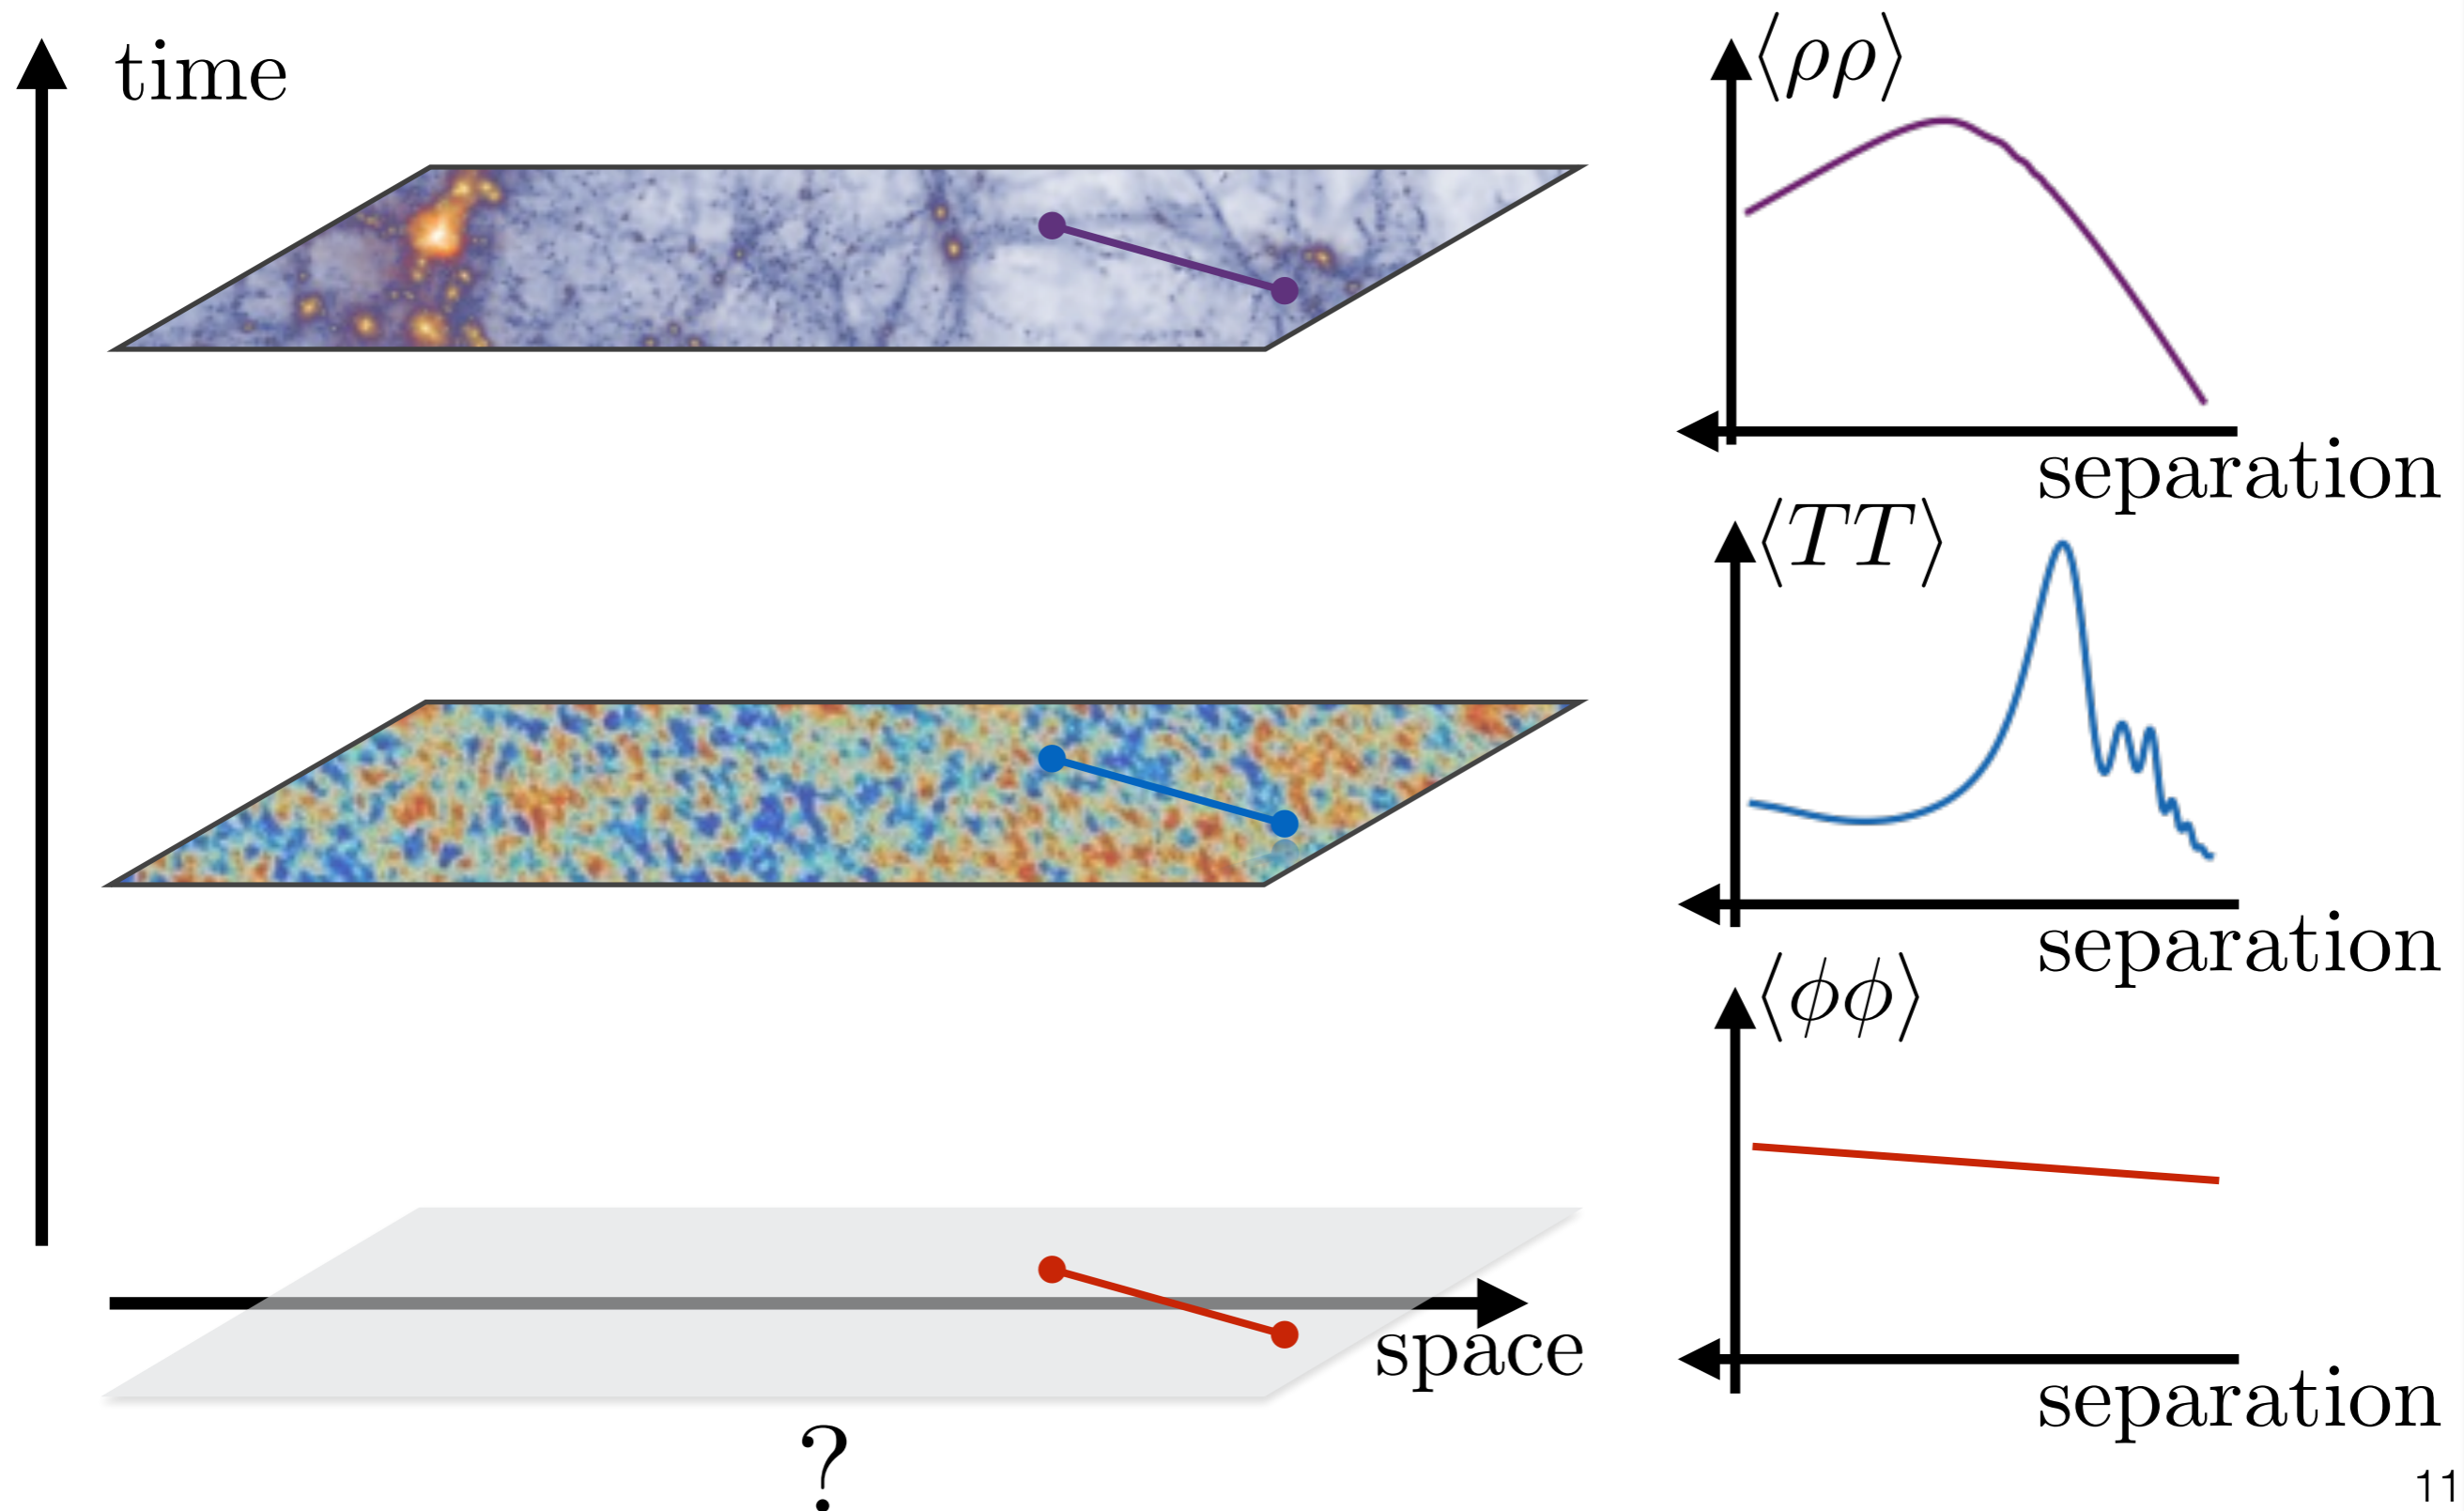 time
⟨ρρ⟩
separation
⟨TT⟩
separation
⟨ϕϕ⟩
space
separation
?
11